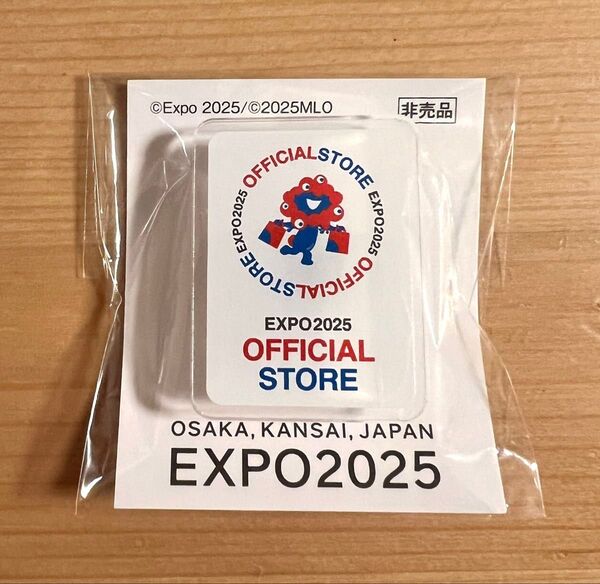 ©Expo 2025/©2025MLO
非売品
EXPO2025 OFFICIALSTORE EXPO2025 OFFICIALSTORE
EXPO2025
OFFICIAL
STORE
OSAKA, KANSAI, JAPAN
EXPO2025